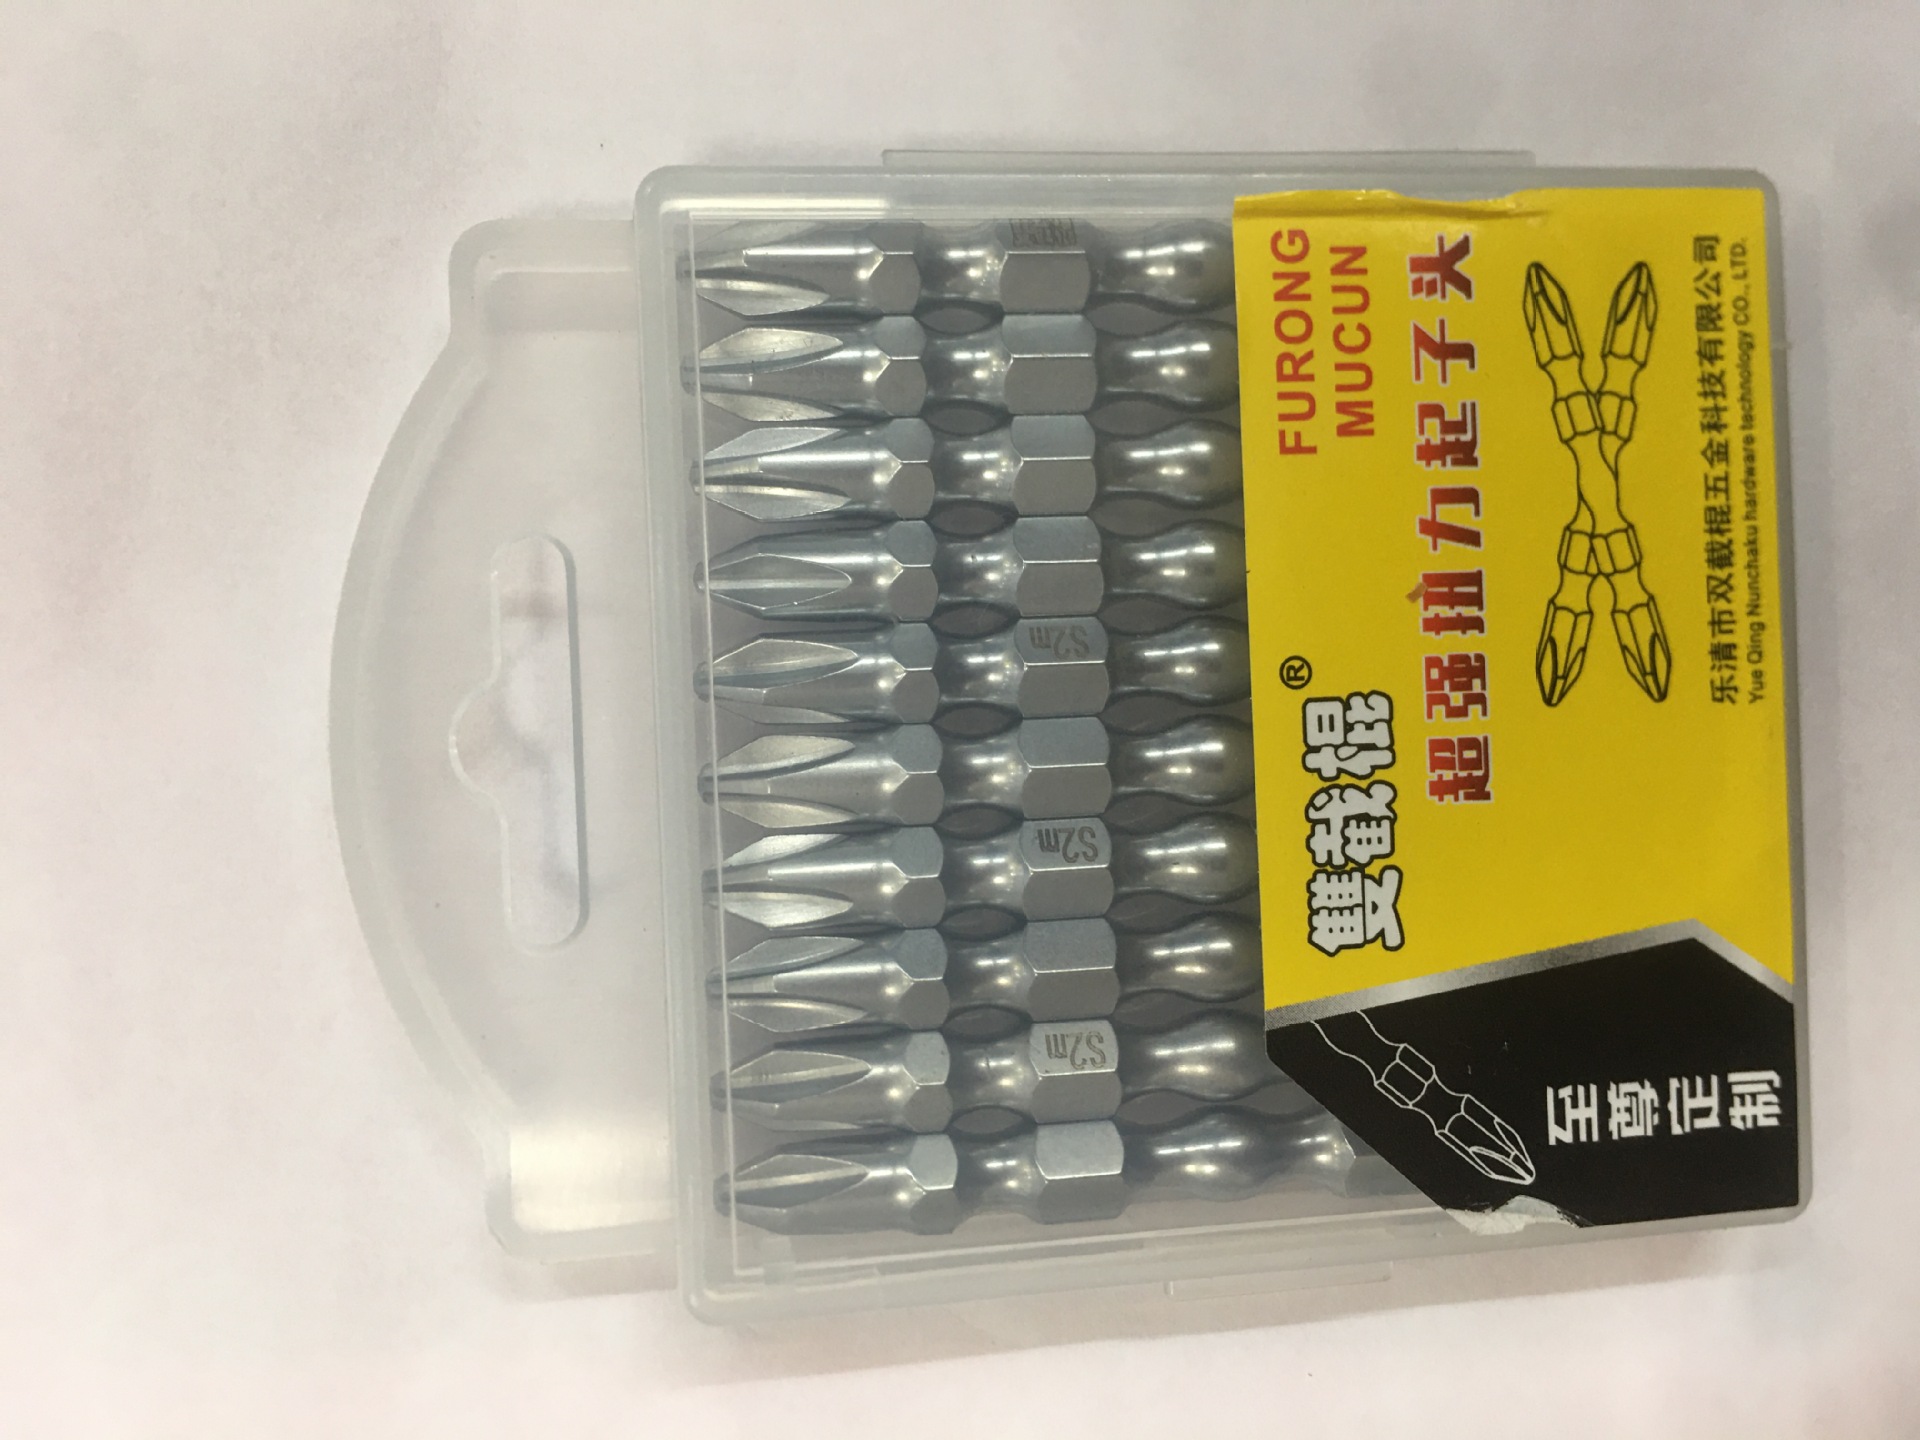 FURONG
MUCUN
雙截棍®
超强扭力起子头
乐清市双截棍五金科技有限公司
Yue Qing Nunchaku hardware technology CO., LTD.
至尊定制
S2
S2
S2